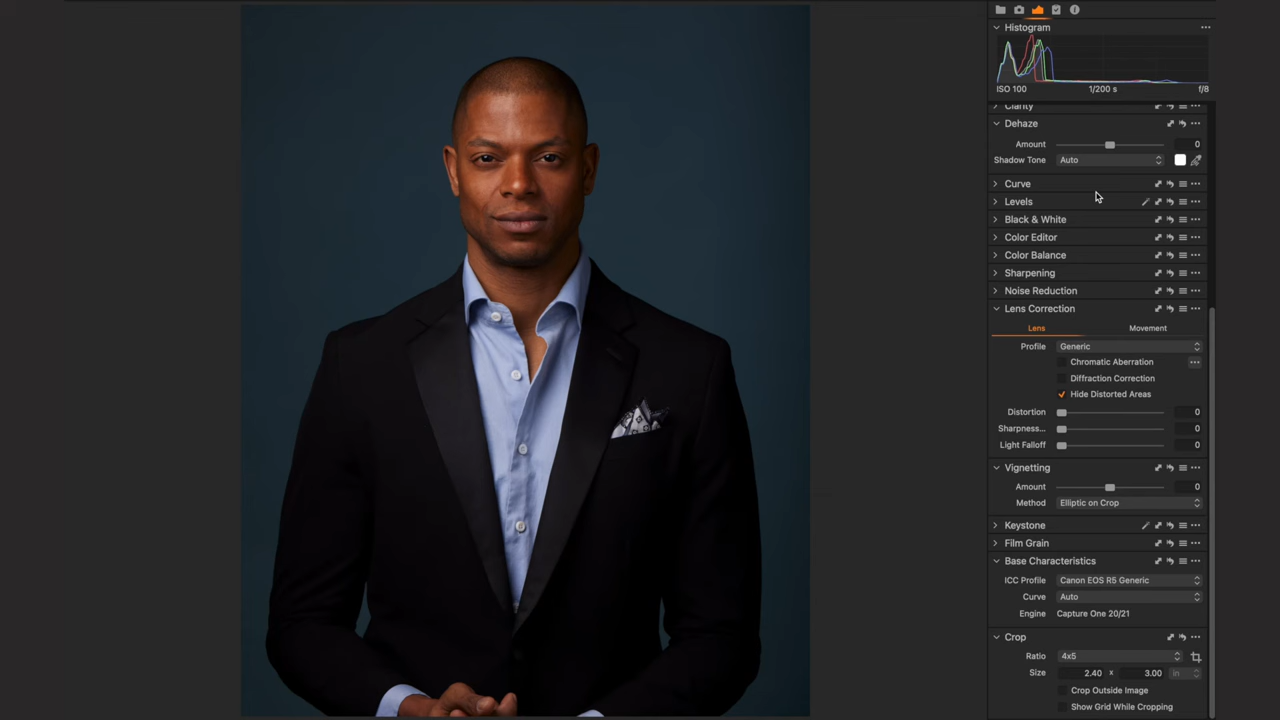 Histogram
ISO 100 1/200 s f/8
Clarity
Dehaze
Amount 0
Shadow Tone Auto
Curve
Levels
Black & White
Color Editor
Color Balance
Sharpening
Noise Reduction
Lens Correction
Lens Movement
Profile Generic
Chromatic Aberration
Diffraction Correction
Hide Distorted Areas
Distortion 0
Sharpness... 0
Light Falloff 0
Vignetting
Amount 0
Method Elliptic on Crop
Keystone
Film Grain
Base Characteristics
ICC Profile Canon EOS R5 Generic
Curve Auto
Engine Capture One 20/21
Crop
Ratio 4x5
Size 2.40 x 3.00 in
Crop Outside Image
Show Grid While Cropping